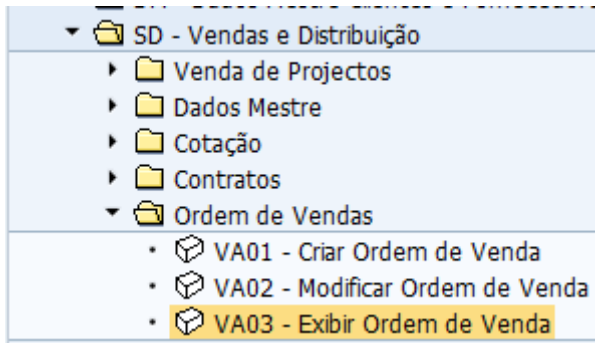 SD - Vendas e Distribuição
Venda de Projectos
Dados Mestre
Cotação
Contratos
Ordem de Vendas
VA01 - Criar Ordem de Venda
VA02 - Modificar Ordem de Venda
VA03 - Exibir Ordem de Venda